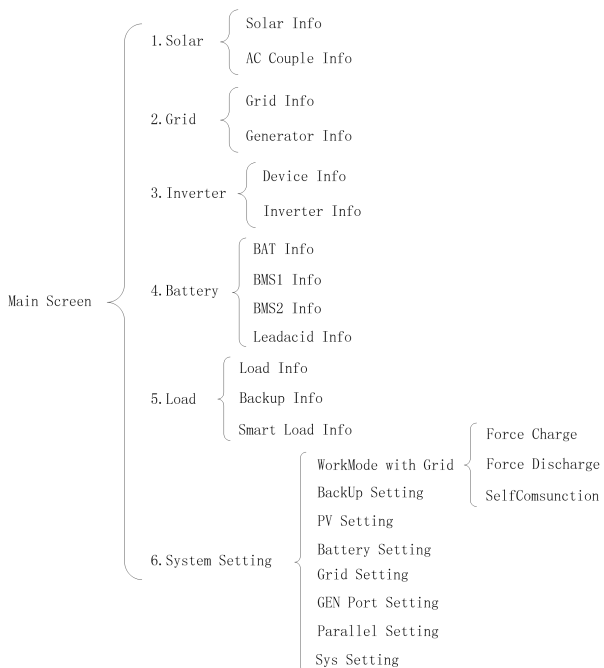 Main Screen
1.Solar
Solar Info
AC Couple Info
2.Grid
Grid Info
Generator Info
3.Inverter
Device Info
Inverter Info
4.Battery
BAT Info
BMS1 Info
BMS2 Info
Leadacid Info
5.Load
Load Info
Backup Info
Smart Load Info
6.System Setting
WorkMode with Grid
Force Charge
Force Discharge
SelfComsunction
BackUp Setting
PV Setting
Battery Setting
Grid Setting
GEN Port Setting
Parallel Setting
Sys Setting